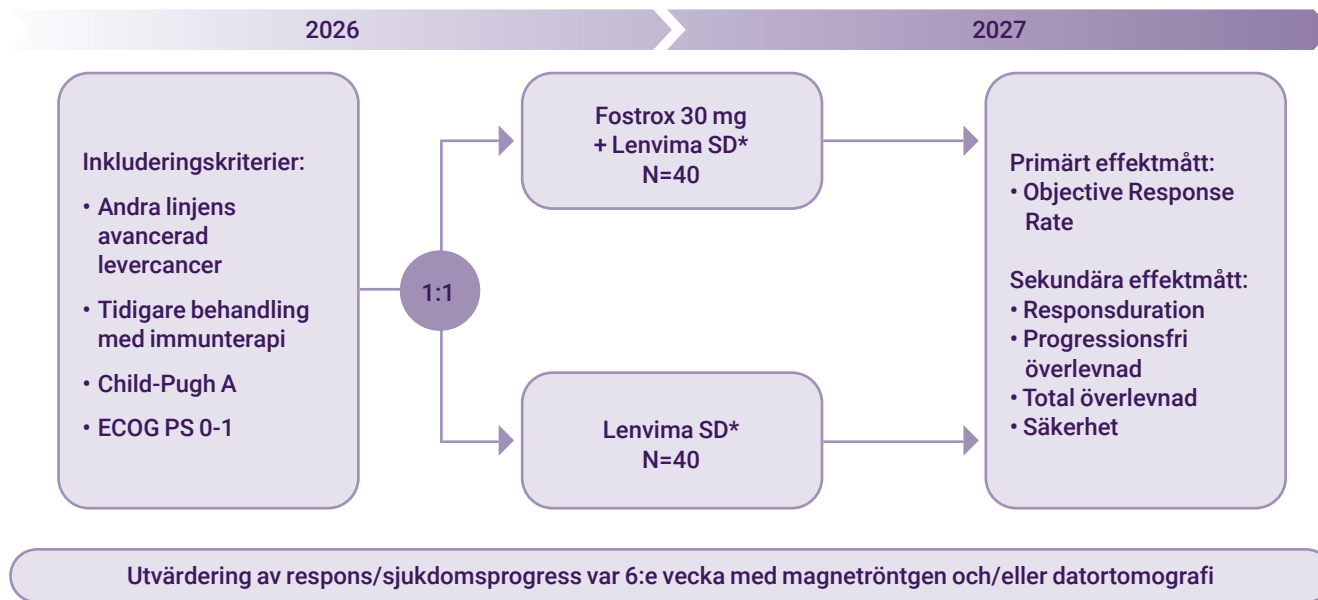 2026
2027
Inkluderingskriterier:
• Andra linjens
avancerad
levercancer
• Tidigare behandling
med immunterapi
• Child-Pugh A
• ECOG PS 0-1
1:1
Fostrox 30 mg
+ Lenvima SD*
N=40
Lenvima SD*
N=40
Primärt effektmått:
• Objective Response
Rate
Sekundära effektmått:
• Responsduration
• Progressionsfri
överlevnad
• Total överlevnad
• Säkerhet
Utvärdering av respons/sjukdomsprogress var 6:e vecka med magnetröntgen och/eller datortomografi